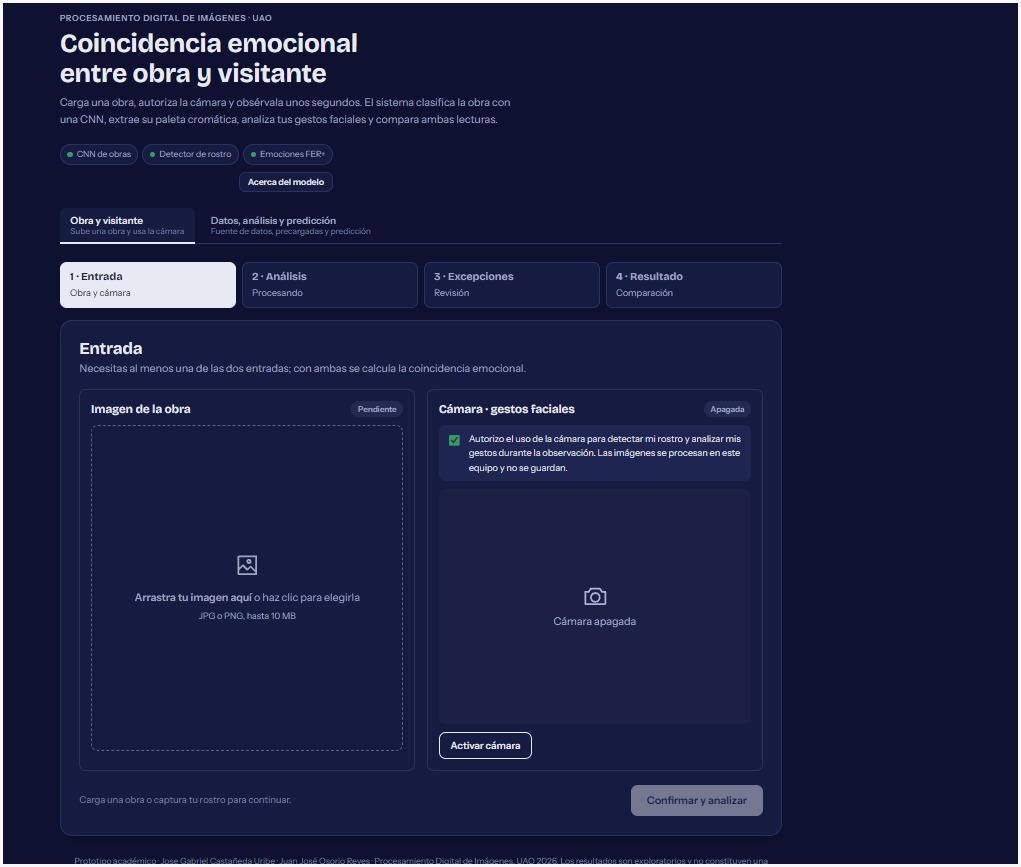 PROCESAMIENTO DIGITAL DE IMÁGENES · UAO
Coincidencia emocional
entre obra y visitante
Carga una obra, autoriza la cámara y obsérvala unos segundos. El sistema clasifica la obra con
una CNN, extrae su paleta cromática, analiza tus gestos faciales y compara ambas lecturas.
CNN de obras
Detector de rostro
Emociones FER+
Acerca del modelo
Obra y visitante
Sube una obra y usa la cámara
Datos, análisis y predicción
Fuente de datos, precargadas y predicción
1 · Entrada
Obra y cámara
2 · Análisis
Procesando
3 · Excepciones
Revisión
4 · Resultado
Comparación
Entrada
Necesitas al menos una de las dos entradas; con ambas se calcula la coincidencia emocional.
Imagen de la obra
Pendiente
Arrastra tu imagen aquí o haz clic para elegirla
JPG o PNG, hasta 10 MB
Cámara · gestos faciales
Apagada
Autorizo el uso de la cámara para detectar mi rostro y analizar mis
gestos durante la observación. Las imágenes se procesan en este
equipo y no se guardan.
Cámara apagada
Activar cámara
Carga una obra o captura tu rostro para continuar.
Confirmar y analizar
Prototipo académico · Jose Gabriel Castañeda Uribe · Juan José Osorio Reyes · Procesamiento Digital de Imágenes, UAO 2026. Los resultados son exploratorios y no constituyen una